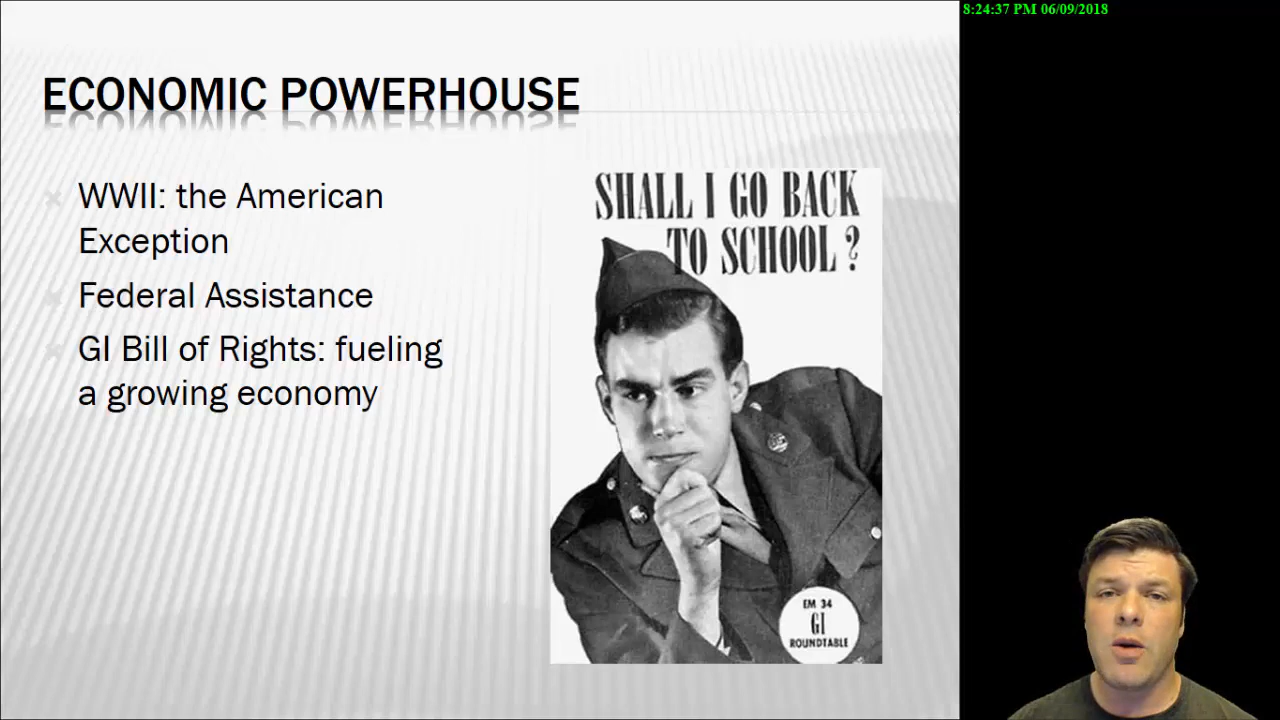 8:24:37 PM 06/09/2018
ECONOMIC POWERHOUSE
WWII: the American
Exception
Federal Assistance
GI Bill of Rights: fueling
a growing economy
SHALL I GO BACK
TO SCHOOL ?
EM 34
GI
ROUNDTABLE